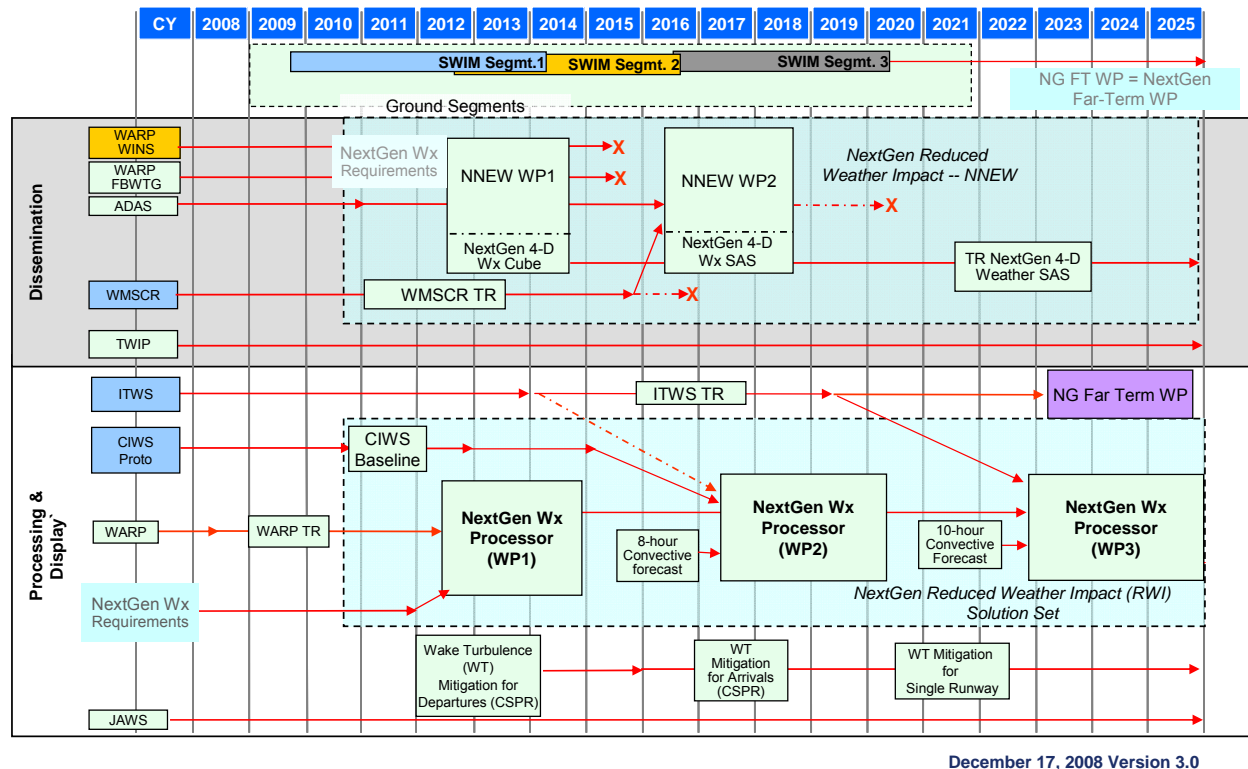 CY 2008 2009 2010 2011 2012 2013 2014 2015 2016 2017 2018 2019 2020 2021 2022 2023 2024 2025
SWIM Segmt.1
SWIM Segmt. 2
SWIM Segmt. 3
NG FT WP = NextGen
Far-Term WP
Ground Segments
Dissemination
WARP
WINS
WARP
FBWTG
ADAS
WMSCR
TWIP
NextGen Wx
Requirements
NNEW WP1
NextGen 4-D
Wx Cube
X
X
NNEW WP2
NextGen 4-D
Wx SAS
NextGen Reduced
Weather Impact -- NNEW
X
TR NextGen 4-D
Weather SAS
WMSCR TR
X
Processing &
Display`
ITWS
ITWS TR
NG Far Term WP
CIWS
Proto
CIWS
Baseline
WARP
WARP TR
NextGen Wx
Processor
(WP1)
8-hour
Convective
forecast
NextGen Wx
Processor
(WP2)
10-hour
Convective
Forecast
NextGen Wx
Processor
(WP3)
NextGen Wx
Requirements
NextGen Reduced Weather Impact (RWI)
Solution Set
Wake Turbulence
(WT)
Mitigation for
Departures (CSPR)
WT
Mitigation
for Arrivals
(CSPR)
WT Mitigation
for
Single Runway
JAWS
December 17, 2008 Version 3.0